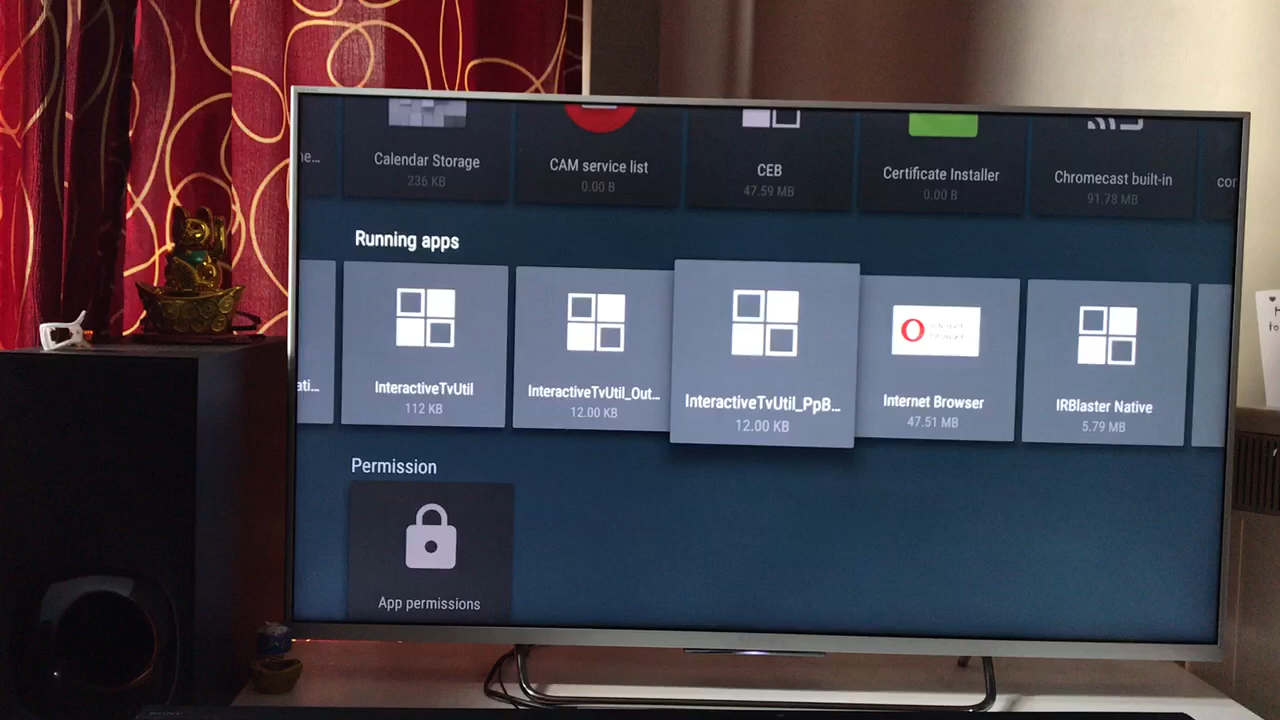 Calendar Storage
236 KB
CAM service list
0.00 B
CEB
47.59 MB
Certificate Installer
0.00 B
Chromecast built-in
91.78 MB
Running apps
InteractiveTvUtil
112 KB
InteractiveTvUtil_Out...
12.00 KB
InteractiveTvUtil_PpB...
12.00 KB
Internet Browser
47.51 MB
IRBlaster Native
5.79 MB
Permission
App permissions